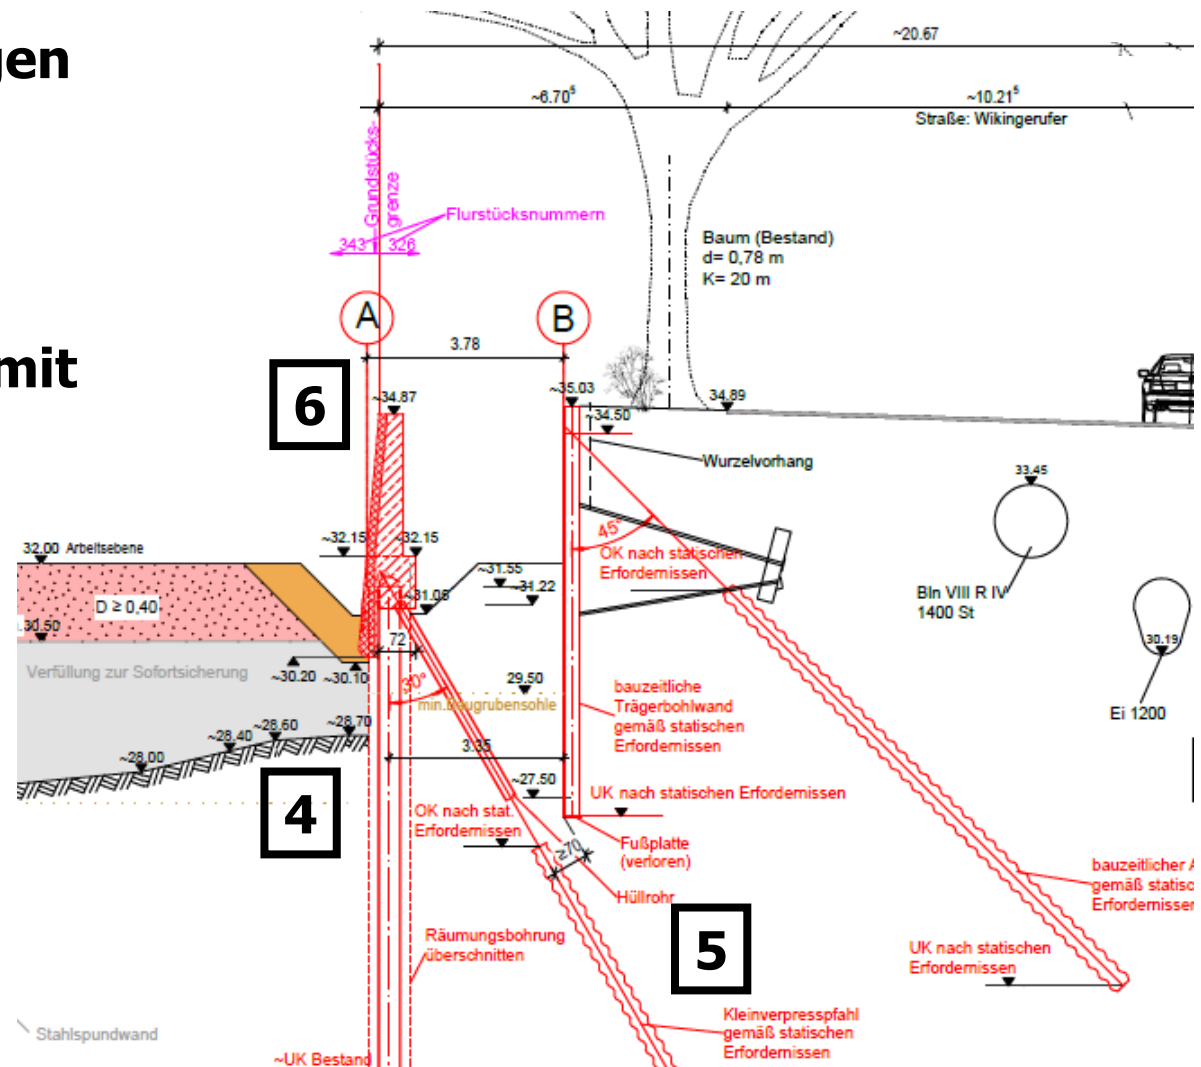 gen
~20.67
~6.70⁵
~10.21⁵
Straße: Wikingerufer
Grundstücks-
grenze
Flurstücksnummern
343
326
Baum (Bestand)
d= 0,78 m
K= 20 m
A
B
3.78
mit
6
~34.87
~35.03
~34.50
34.89
Wurzelvorhang
33.45
45°
OK nach statischen
Erfordernissen
32.00 Arbeitsebene
~32.15
~32.15
~31.55
~31.22
~31.05
D ≥ 0,40
Bln VIII R IV
1400 St
30.50
72
30.19
Verfüllung zur Sofortsicherung
~30.20
~30.10
30°
29.50
min.Baugrubensohle
bauzeitliche
Trägerbohlwand
gemäß statischen
Erfordernissen
Ei 1200
~28.70
~28.60
~28.40
~28.00
3.35
~27.50
UK nach statischen Erfordernissen
4
OK nach stat.
Erfordernissen
Fußplatte
(verloren)
≥70
Hüllrohr
bauzeitlicher A
gemäß statisc
Erfordernissen
5
Räumungsbohrung
überschnitten
UK nach statischen
Erfordernissen
Kleinverpresspfahl
gemäß statischen
Erfordernissen
Stahlspundwand
~UK Bestand